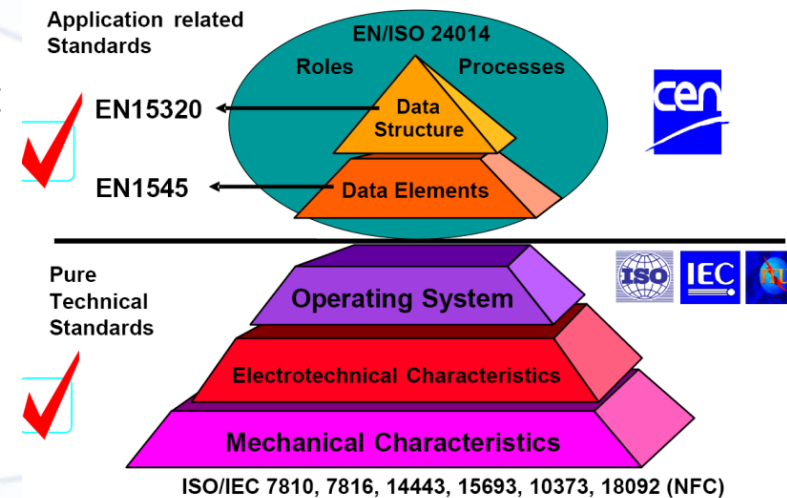 Application related
Standards
EN/ISO 24014
Roles
Processes
EN15320
Data
Structure
cen
EN1545
Data Elements
Pure
Technical
Standards
ISO
IEC
Operating System
Electrotechnical Characteristics
Mechanical Characteristics
ISO/IEC 7810, 7816, 14443, 15693, 10373, 18092 (NFC)